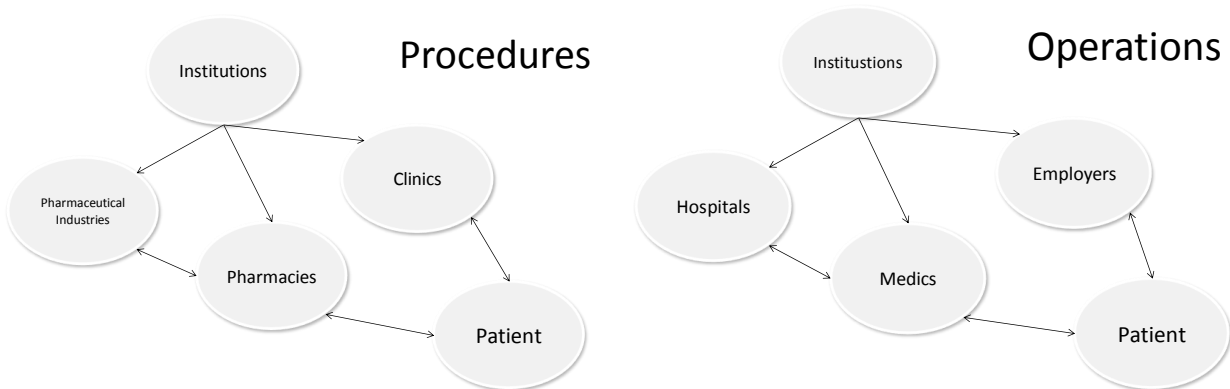 Procedures
Institutions
Clinics
Pharmaceutical
Industries
Pharmacies
Patient
Operations
Institustions
Employers
Hospitals
Medics
Patient